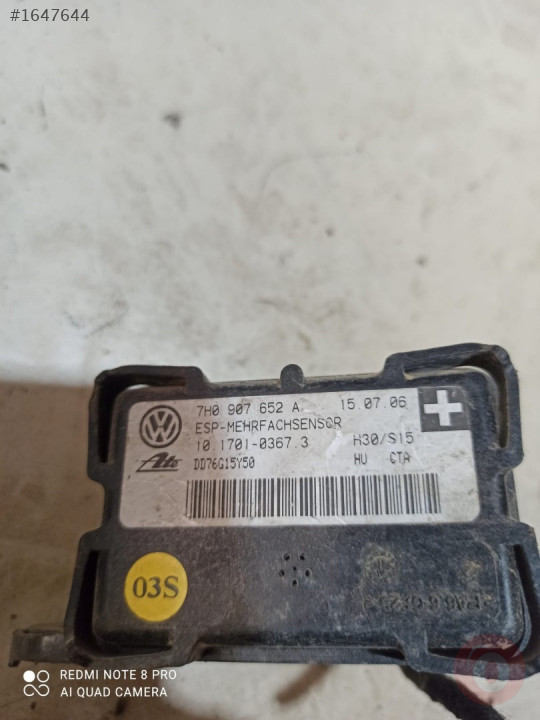 #1647644
7H0 907 652 A 15.07.06
ESP-MEHRFACHSENSOR
10.1701-0367.3 H30/S15
Ate DD76G15Y50 HU CTA
03S
REDMI NOTE 8 PRO
AI QUAD CAMERA